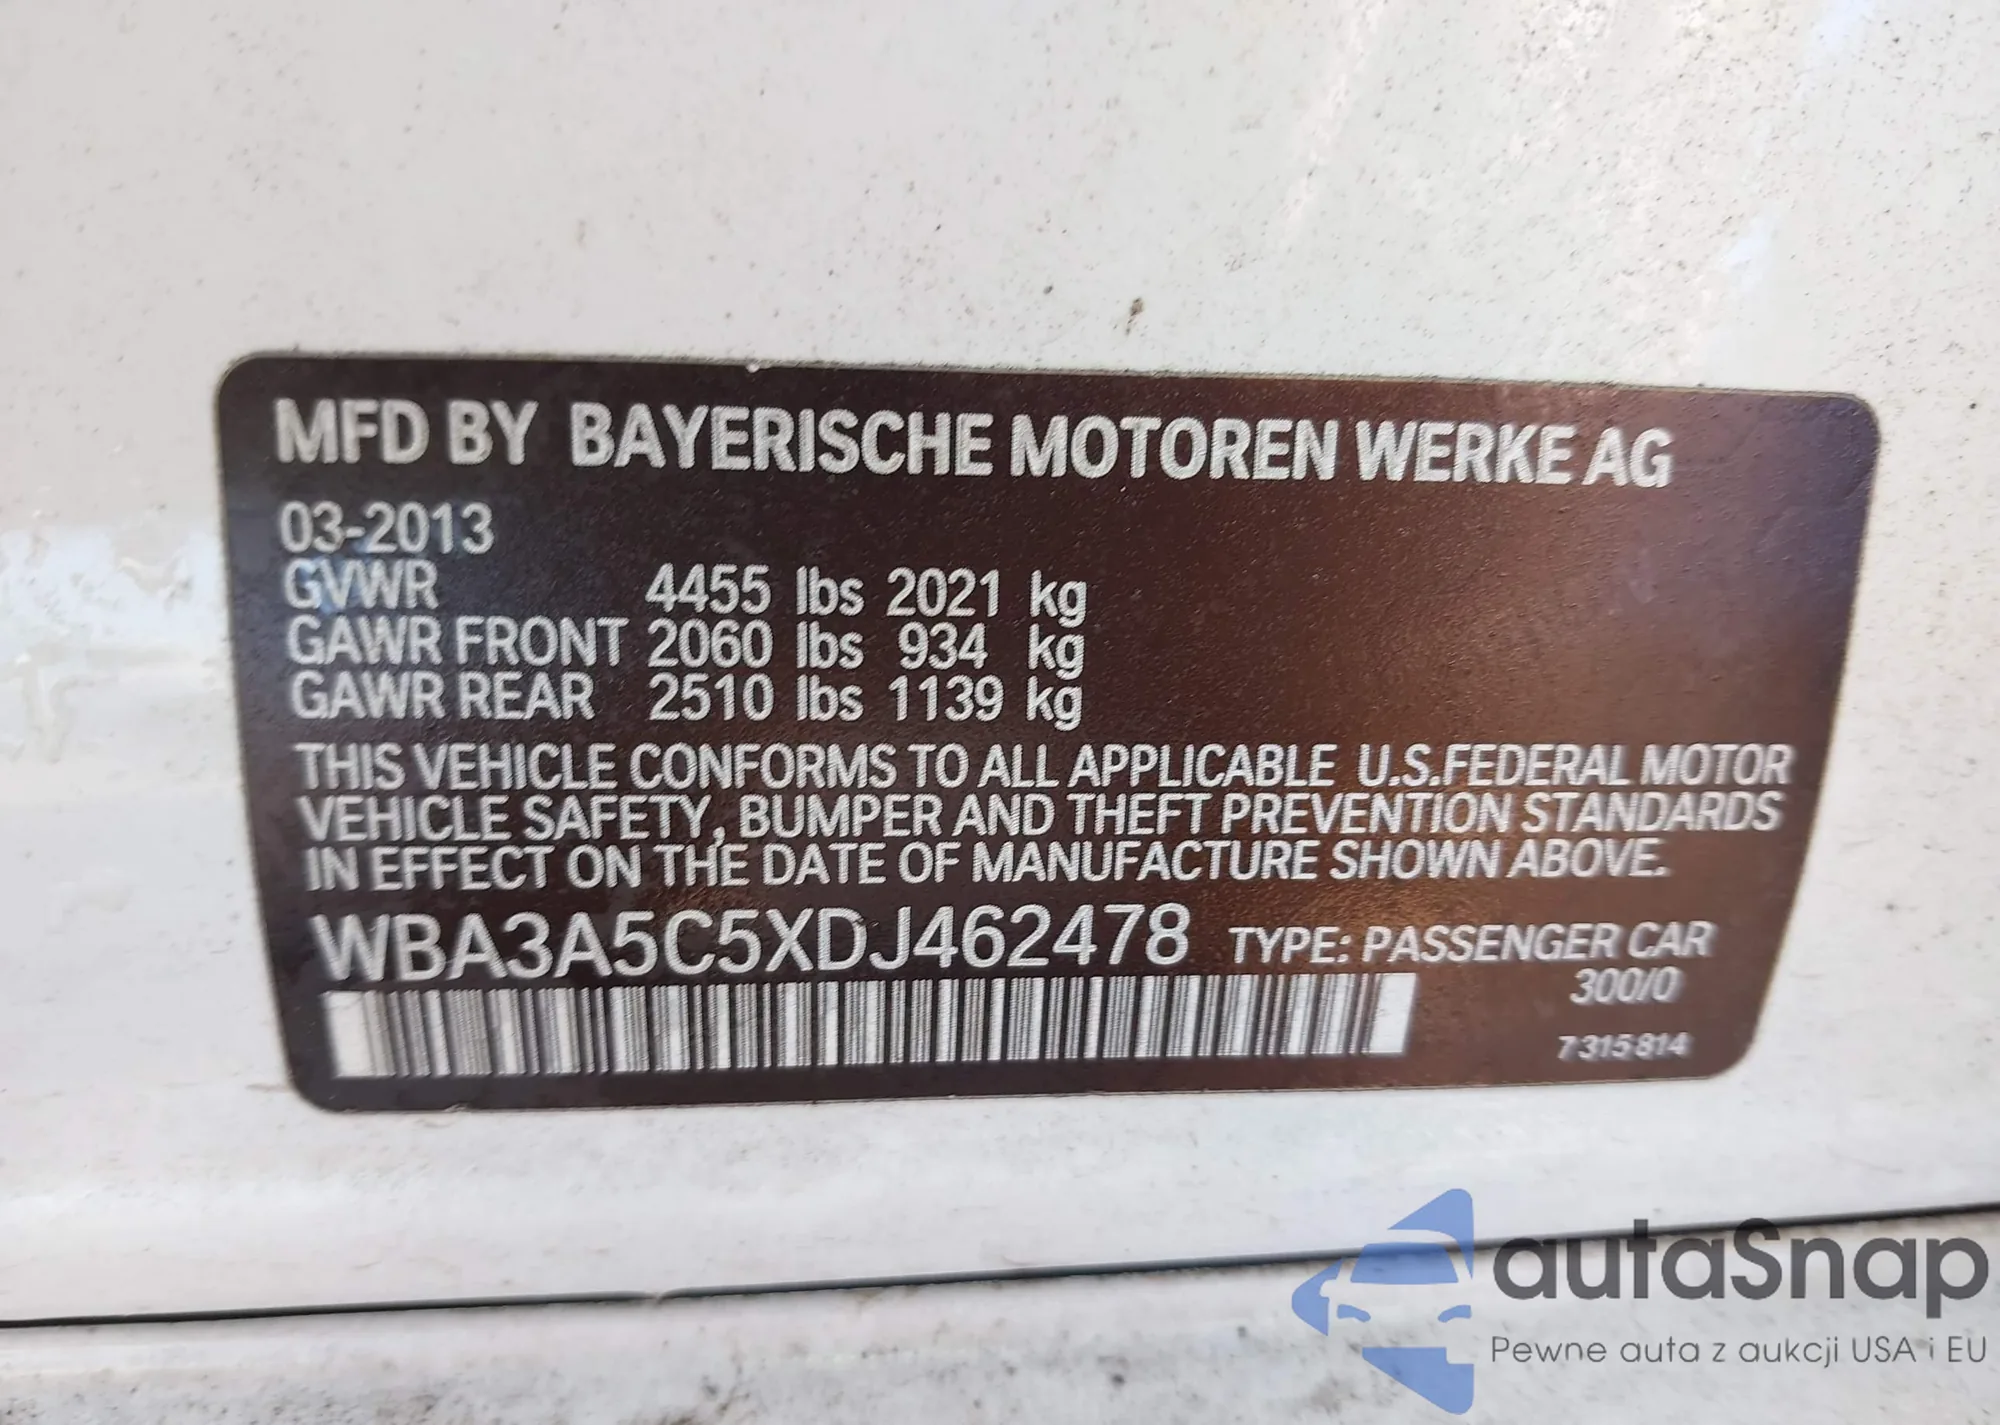 MFD BY BAYERISCHE MOTOREN WERKE AG
03-2013
GVWR 4455 lbs 2021 kg
GAWR FRONT 2060 lbs 934 kg
GAWR REAR 2510 lbs 1139 kg
THIS VEHICLE CONFORMS TO ALL APPLICABLE U.S.FEDERAL MOTOR
VEHICLE SAFETY, BUMPER AND THEFT PREVENTION STANDARDS
IN EFFECT ON THE DATE OF MANUFACTURE SHOWN ABOVE.
WBA3A5C5XDJ462478 TYPE: PASSENGER CAR
300/0
7315814
autaSnap
Pewne auta z aukcji USA i EU